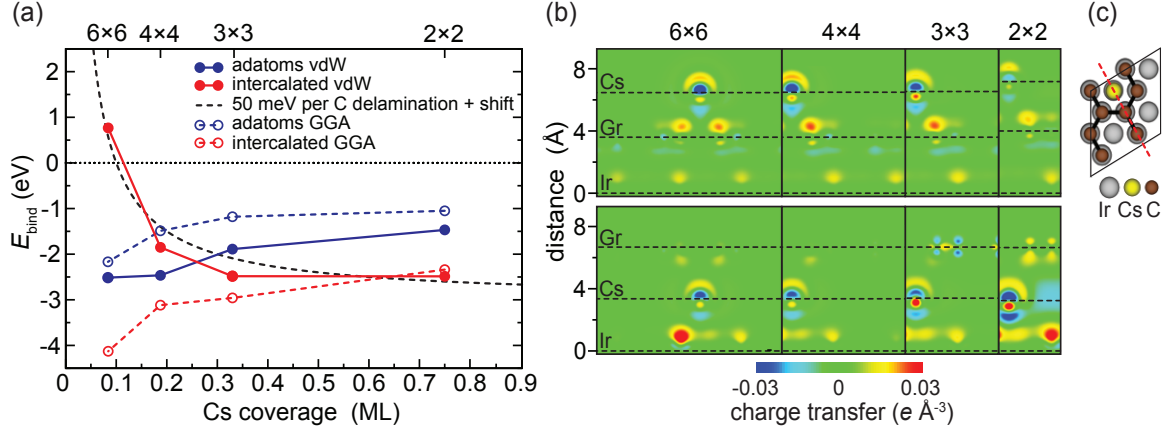 (a)
6×6 4×4 3×3 2×2
2
1
0
-1
-2
-3
-4
E_bind (eV)
adatoms vdW
intercalated vdW
50 meV per C delamination + shift
adatoms GGA
intercalated GGA
0 0.1 0.2 0.3 0.4 0.5 0.6 0.7 0.8 0.9
Cs coverage (ML)
(b)
6×6 4×4 3×3 2×2
distance (Å)
8
4
0
Cs
Gr
Ir
8
4
0
Gr
Cs
Ir
-0.03 0 0.03
charge transfer (e Å⁻³)
(c)
Ir Cs C